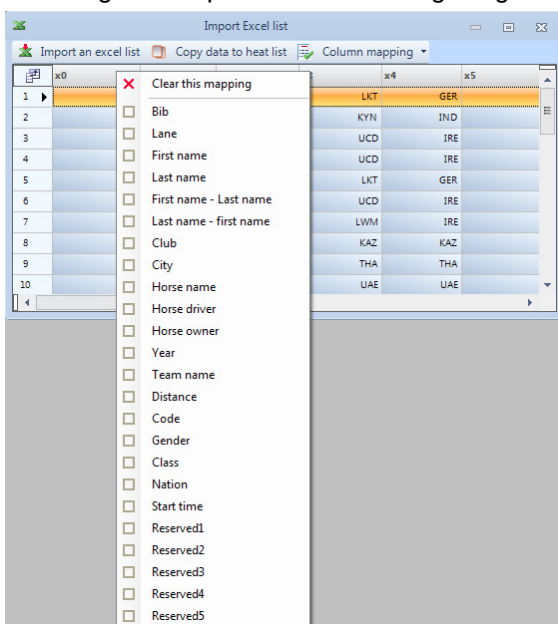 Import Excel list
Import an excel list Copy data to heat list Column mapping
x0 x4 x5
Clear this mapping
1 LKT GER
2 KYN IND
3 UCD IRE
4 UCD IRE
5 LKT GER
6 UCD IRE
7 LWM IRE
8 KAZ KAZ
9 THA THA
10 UAE UAE
Bib
Lane
First name
Last name
First name - Last name
Last name - first name
Club
City
Horse name
Horse driver
Horse owner
Year
Team name
Distance
Code
Gender
Class
Nation
Start time
Reserved1
Reserved2
Reserved3
Reserved4
Reserved5